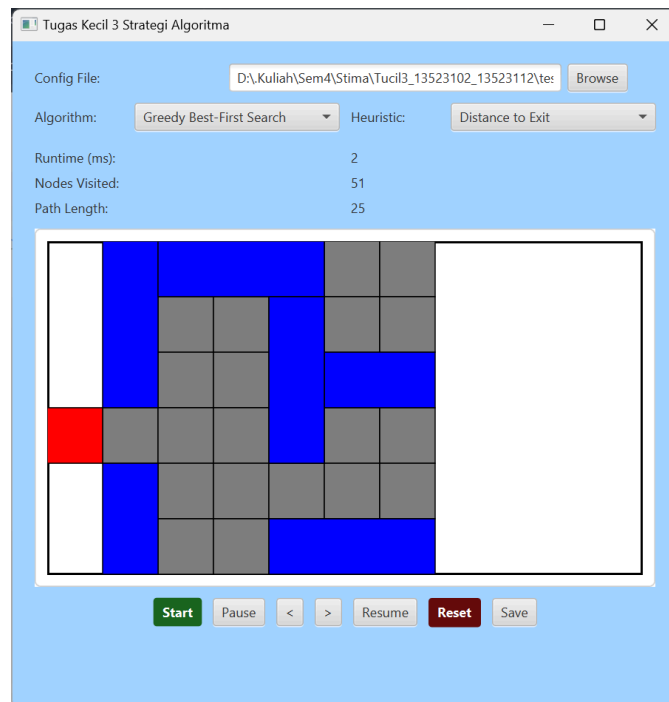 Tugas Kecil 3 Strategi Algoritma
Config File: D:\.Kuliah\Sem4\Stima\Tucil3_13523102_13523112\tes Browse
Algorithm: Greedy Best-First Search Heuristic: Distance to Exit
Runtime (ms): 2
Nodes Visited: 51
Path Length: 25
Start Pause < > Resume Reset Save